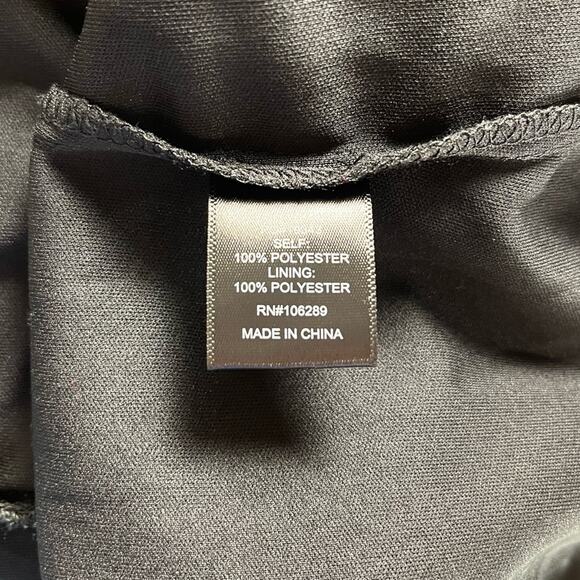 SELF:
100% POLYESTER
LINING:
100% POLYESTER
RN#106289
MADE IN CHINA